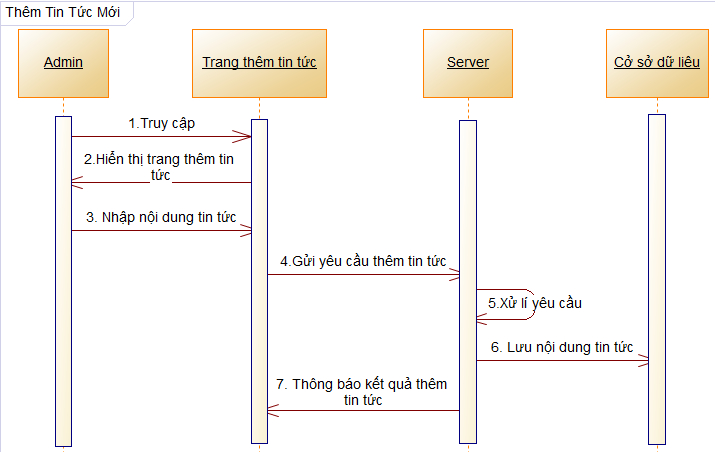 Thêm Tin Tức Mới
Admin
Trang thêm tin tức
Server
Cở sở dữ liêu
1.Truy cập
2.Hiển thị trang thêm tin
tức
3. Nhập nội dung tin tức
4.Gửi yêu cầu thêm tin tức
5.Xử lí yêu cầu
6. Lưu nội dung tin tức
7. Thông báo kết quả thêm
tin tức